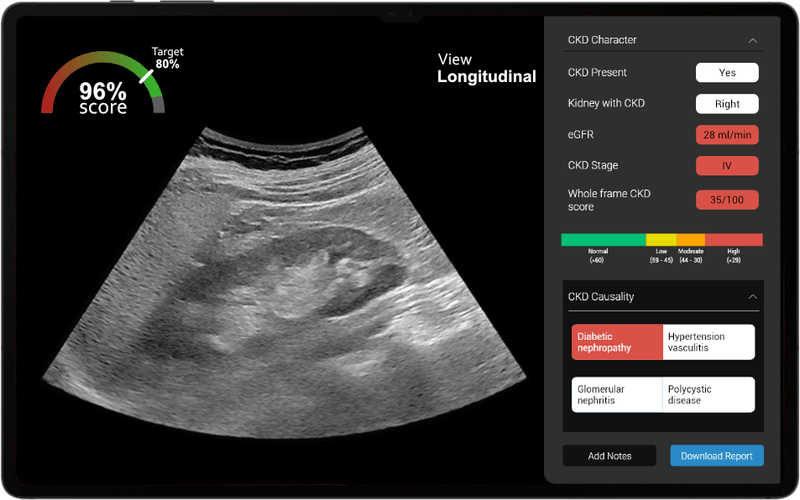 Target
80%
96%
score
View
Longitudinal
CKD Character
CKD Present
Yes
Kidney with CKD
Right
eGFR
28 ml/min
CKD Stage
IV
Whole frame CKD
score
35/100
Normal
(+60)
Low
(59 - 45)
Moderate
(44 - 30)
High
(+29)
CKD Causality
Diabetic
nephropathy
Hypertension
vasculitis
Glomerular
nephritis
Polycystic
disease
Add Notes
Download Report